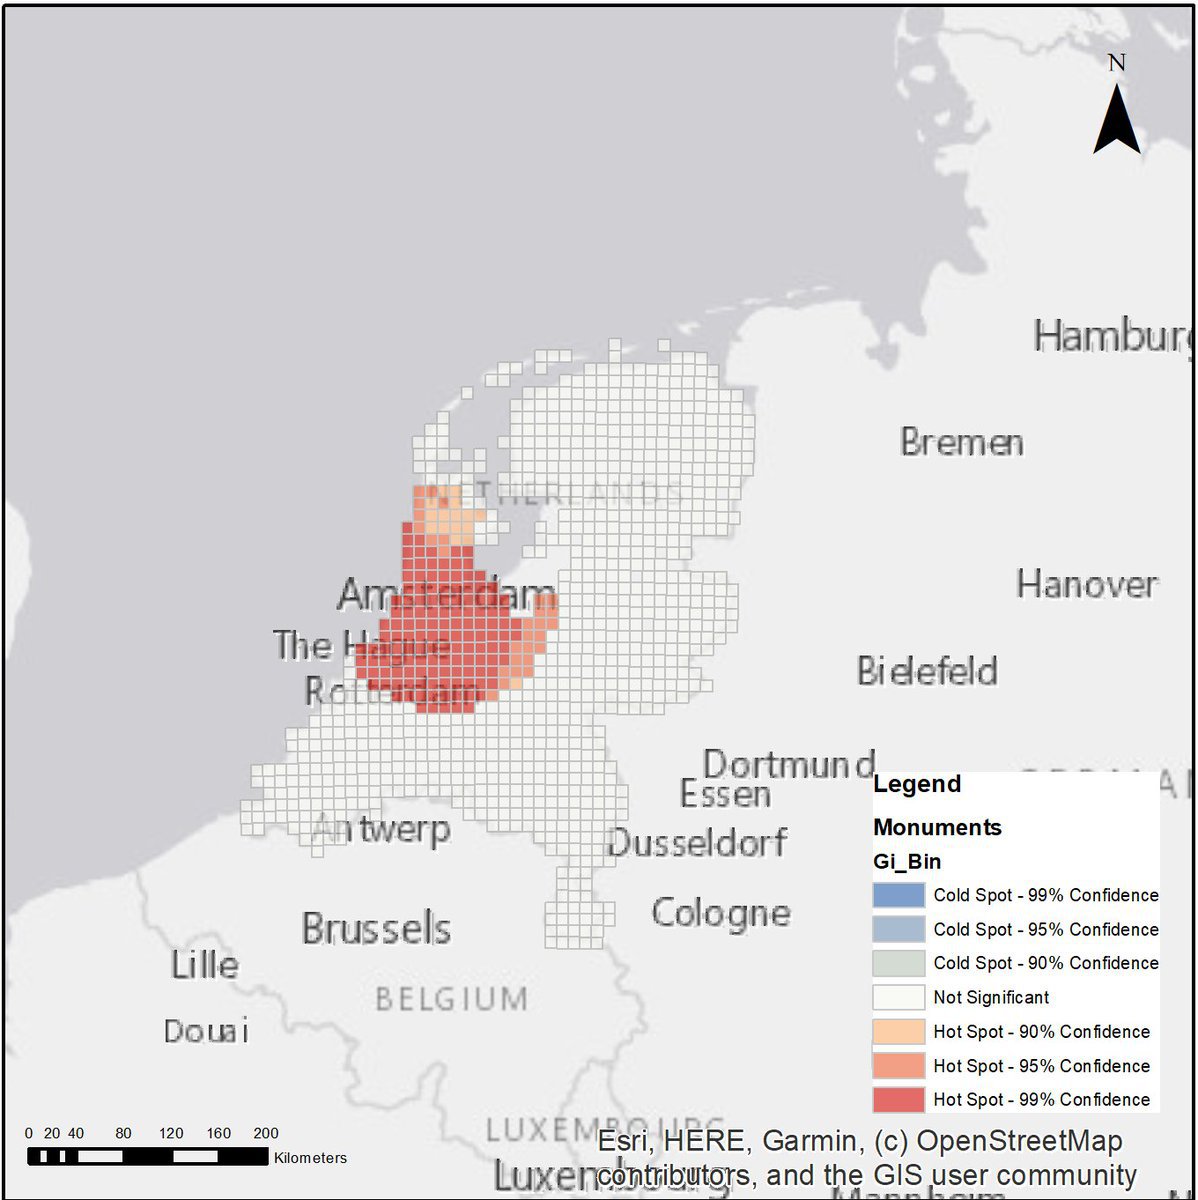 N
Hamburg
Bremen
NETHERLANDS
Hanover
Amsterdam
The Hague
Bielefeld
Rotterdam
Dortmund
Essen
Antwerp
Dusseldorf
Cologne
Brussels
Lille
BELGIUM
Douai
LUXEMBOURG
Luxembourg
Legend
Monuments
Gi_Bin
Cold Spot - 99% Confidence
Cold Spot - 95% Confidence
Cold Spot - 90% Confidence
Not Significant
Hot Spot - 90% Confidence
Hot Spot - 95% Confidence
Hot Spot - 99% Confidence
0 20 40 80 120 160 200
Kilometers
Esri, HERE, Garmin, (c) OpenStreetMap
contributors, and the GIS user community